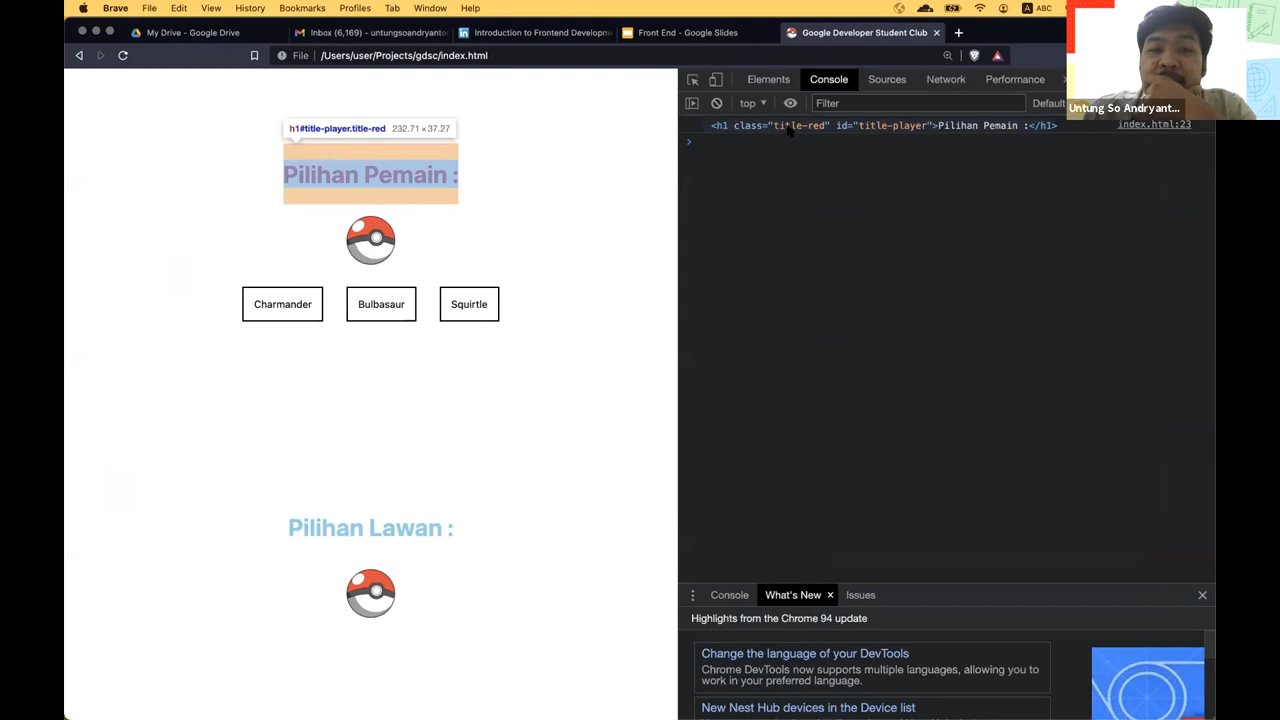 Brave File Edit View History Bookmarks Profiles Tab Window Help ABC
My Drive - Google Drive Inbox (6,169) - untungsoandryanto Introduction to Frontend Developm Front End - Google Slides Google Developer Student Club
File /Users/user/Projects/gdsc/index.html
Elements Console Sources Network Performance
top Filter Default
Untung So Andryant...
<h1 class="title-red" id="title-player">Pilihan Pemain :</h1> index.html:23
h1#title-player.title-red 232.71 × 37.27
Pilihan Pemain :
Charmander Bulbasaur Squirtle
Pilihan Lawan :
Console What's New Issues
Highlights from the Chrome 94 update
Change the language of your DevTools
Chrome DevTools now supports multiple languages, allowing you to
work in your preferred language.
New Nest Hub devices in the Device list